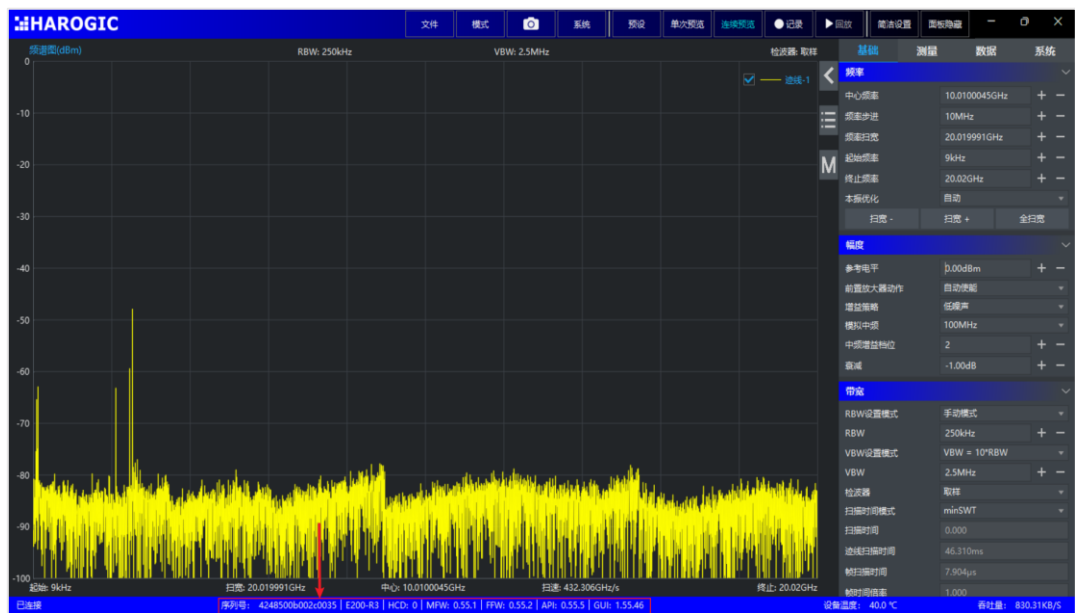 HAROGIC 文件 模式 系统 预设 单次预览 连续预览 记录 回放 简洁设置 面板隐藏
频谱图(dBm) RBW: 250kHz VBW: 2.5MHz 检波器: 取样
迹线-1
M
0
-10
-20
-30
-40
-50
-60
-70
-80
-90
-100
起始: 9kHz 扫宽: 20.019991GHz 中心: 10.0100045GHz 扫速: 432.306GHz/s 终止: 20.02GHz
基础 测量 数据 系统
频率
中心频率 10.0100045GHz + −
频率步进 10MHz + −
频率扫宽 20.019991GHz + −
起始频率 9kHz + −
终止频率 20.02GHz + −
本振优化 自动
扫宽 - 扫宽 + 全扫宽
幅度
参考电平 0.00dBm + −
前置放大器动作 自动使能
增益策略 低噪声
模拟中频 100MHz
中频增益档位 2 + −
衰减 -1.00dB + −
带宽
RBW设置模式 手动模式
RBW 250kHz + −
VBW设置模式 VBW = 10*RBW
VBW 2.5MHz + −
检波器 取样
扫描时间模式 minSWT
扫描时间 0.000
迹线扫描时间 46.310ms
帧扫描时间 7.904μs
帧时间倍率 1.000
已连接 序列号: 4248500b002c0035 | E200-R3 | HCD: 0 | MFW: 0.55.1 | FFW: 0.55.2 | API: 0.55.5 | GUI: 1.55.46 设备温度: 40.0 ℃ 吞吐量: 830.31KB/S